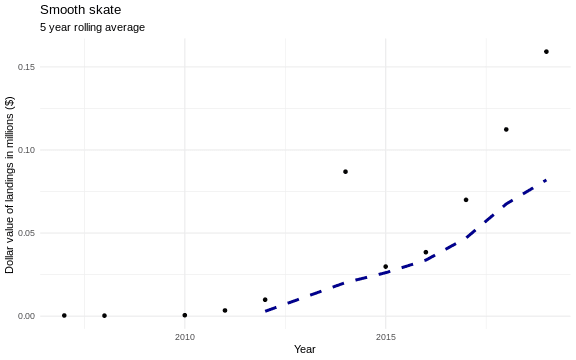 Smooth skate
5 year rolling average
Dollar value of landings in millions ($)
0.15
0.10
0.05
0.00
2010
2015
Year